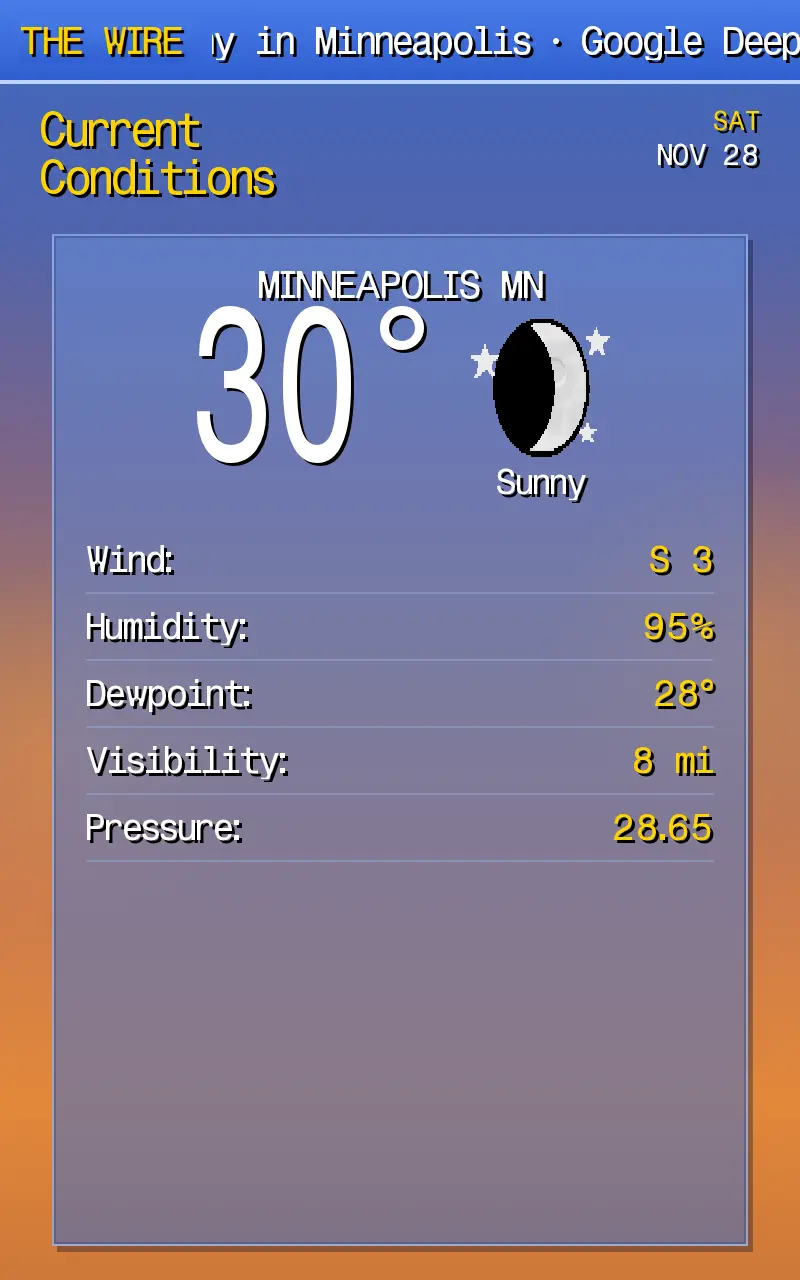 THE WIRE y in Minneapolis · Google Deep
Current
Conditions
SAT
NOV 28
MINNEAPOLIS MN
30°
Sunny
Wind: S 3
Humidity: 95%
Dewpoint: 28°
Visibility: 8 mi
Pressure: 28.65